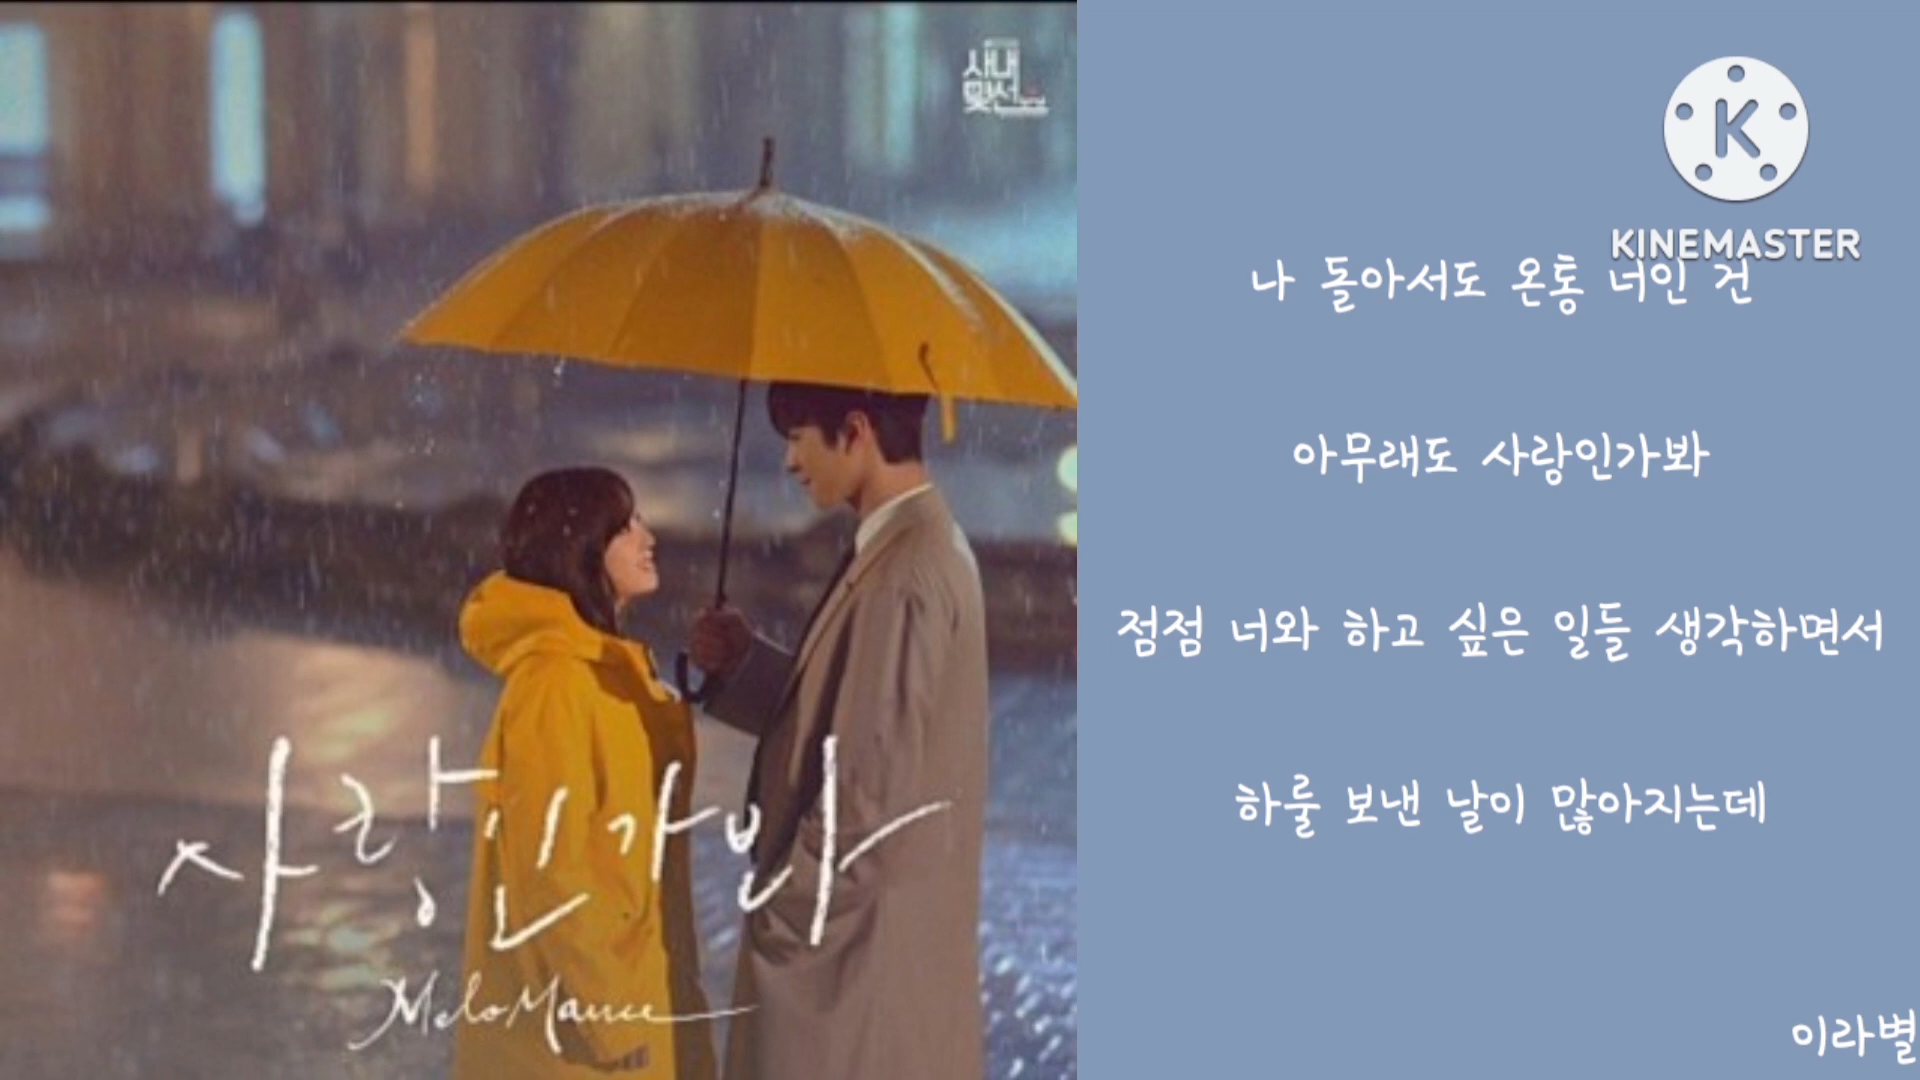 사내
맞선
사랑인가봐
MeloMance
K
KINEMASTER
나 돌아서도 온통 너인 건
아무래도 사랑인가봐
점점 너와 하고 싶은 일들 생각하면서
하룰 보낸 날이 많아지는데
이라별